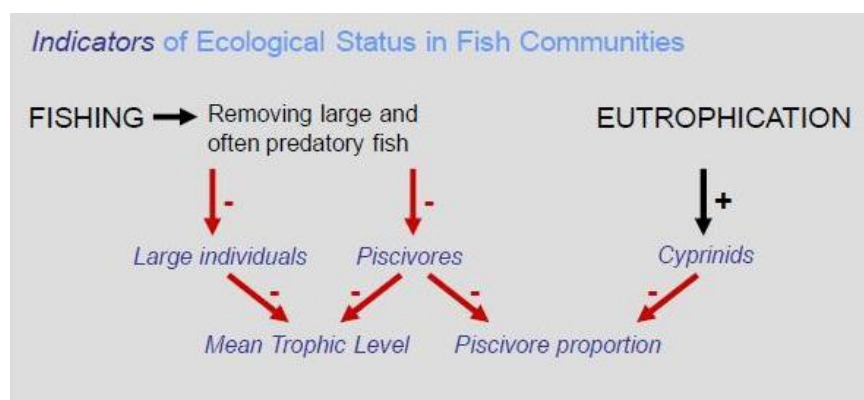 Indicators of Ecological Status in Fish Communities
FISHING
Removing large and
often predatory fish
EUTROPHICATION
-
-
+
Large individuals
Piscivores
Cyprinids
-
-
-
-
Mean Trophic Level
Piscivore proportion